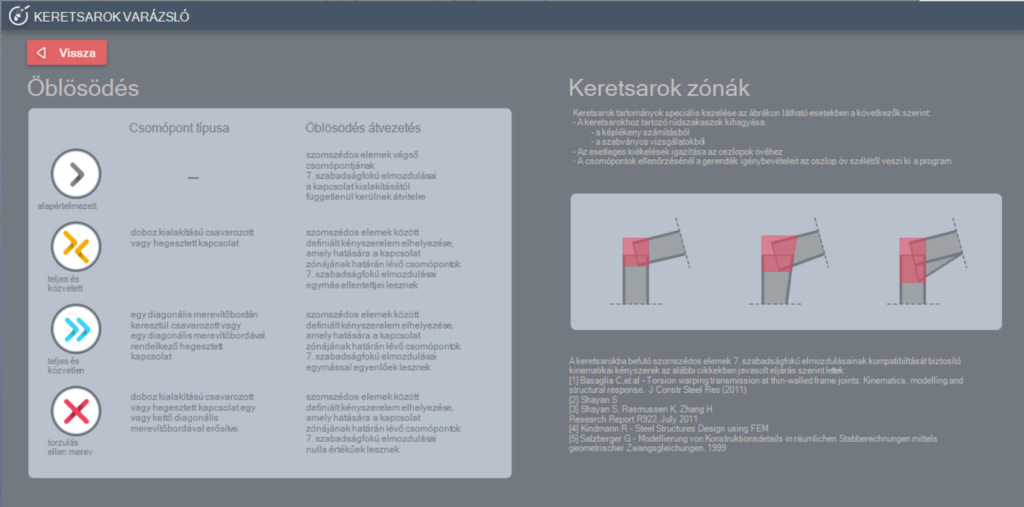 KERETSAROK VARÁZSLÓ
Vissza
Öblösödés
Csomópont típusa
Öblösödés átvezetés
alapértelmezett
—
szomszédos elemek végső
csomópontjának
7. szabadságfokú elmozdulásai
a kapcsolat kialakításától
függetlenül kerülnek átvitelre
teljes és
közvetett
doboz kialakítású csavarozott
vagy hegesztett kapcsolat
szomszédos elemek között
definiált kényszerelem elhelyezése,
amely hatására a kapcsolat
zónájának határán lévő csomópontok
7. szabadságfokú elmozdulásai
egymás ellentettjei lesznek
teljes és
közvetlen
egy diagonális merevítőbordán
keresztül csavarozott vagy
egy diagonális merevítőbordával
rendelkező hegesztett
kapcsolat
szomszédos elemek között
definiált kényszerelem elhelyezése,
amely hatására a kapcsolat
zónájának határán lévő csomópontok
7. szabadságfokú elmozdulásai
egymással egyenlőek lesznek
torzulás
ellen merev
doboz kialakítású csavarozott
vagy hegesztett kapcsolat egy
vagy kettő diagonális
merevítőbordával erősítve
szomszédos elemek között
definiált kényszerelem elhelyezése,
amely hatására a kapcsolat
zónájának határán lévő csomópontok
7. szabadságfokú elmozdulásai
nulla értékűek lesznek
Keretsarok zónák
Keretsarok tartományok speciális kezelése az ábrákon látható esetekben a következők szerint:
- A keretsarokhoz tartozó rúdszakaszok kihagyása:
- a képlékeny számításból
- a szabványos vizsgálatokból
- Az esetleges kiékelések igazítása az oszlopok övéhez
- A csomópontok ellenőrzésénél a gerendák igénybevételeit az oszlop öv szélétől veszi ki a program
A keretsarokba befutó szomszédos elemek 7. szabadságfokú elmozdulásainak kompatibiltását biztosító
kinematikai kényszerek az alábbi cikkekben javasolt eljárás szerint lettek
[1] Basaglia C,et al - Torsion warping transmission at thin-walled frame joints: Kinematics, modelling and
structural response. J Constr Steel Res (2011)
[2] Shayan S
[3] Shayan S, Rasmussen K, Zhang H
Research Report R922, July 2011
[4] Kindmann R - Steel Structures Design using FEM
[5] Salzberger G - Modellierung von Konstruktionsdetails in räumlichen Stabberechnungen mittels
geometrischer Zwangsgleichungen, 1999